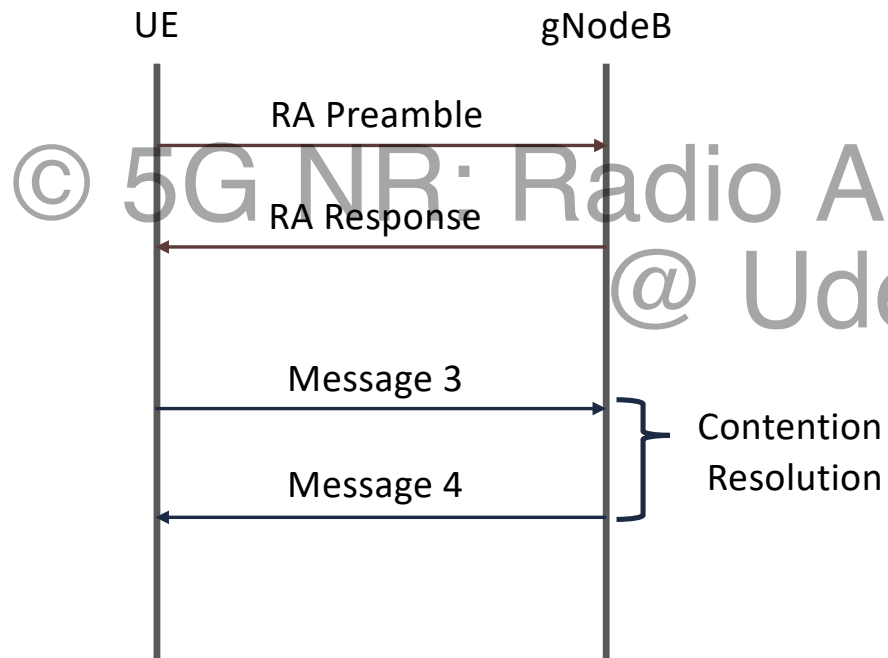 UE
gNodeB
RA Preamble
© 5G NR: Radio A
RA Response
@ Ude
Message 3
Contention
Resolution
Message 4